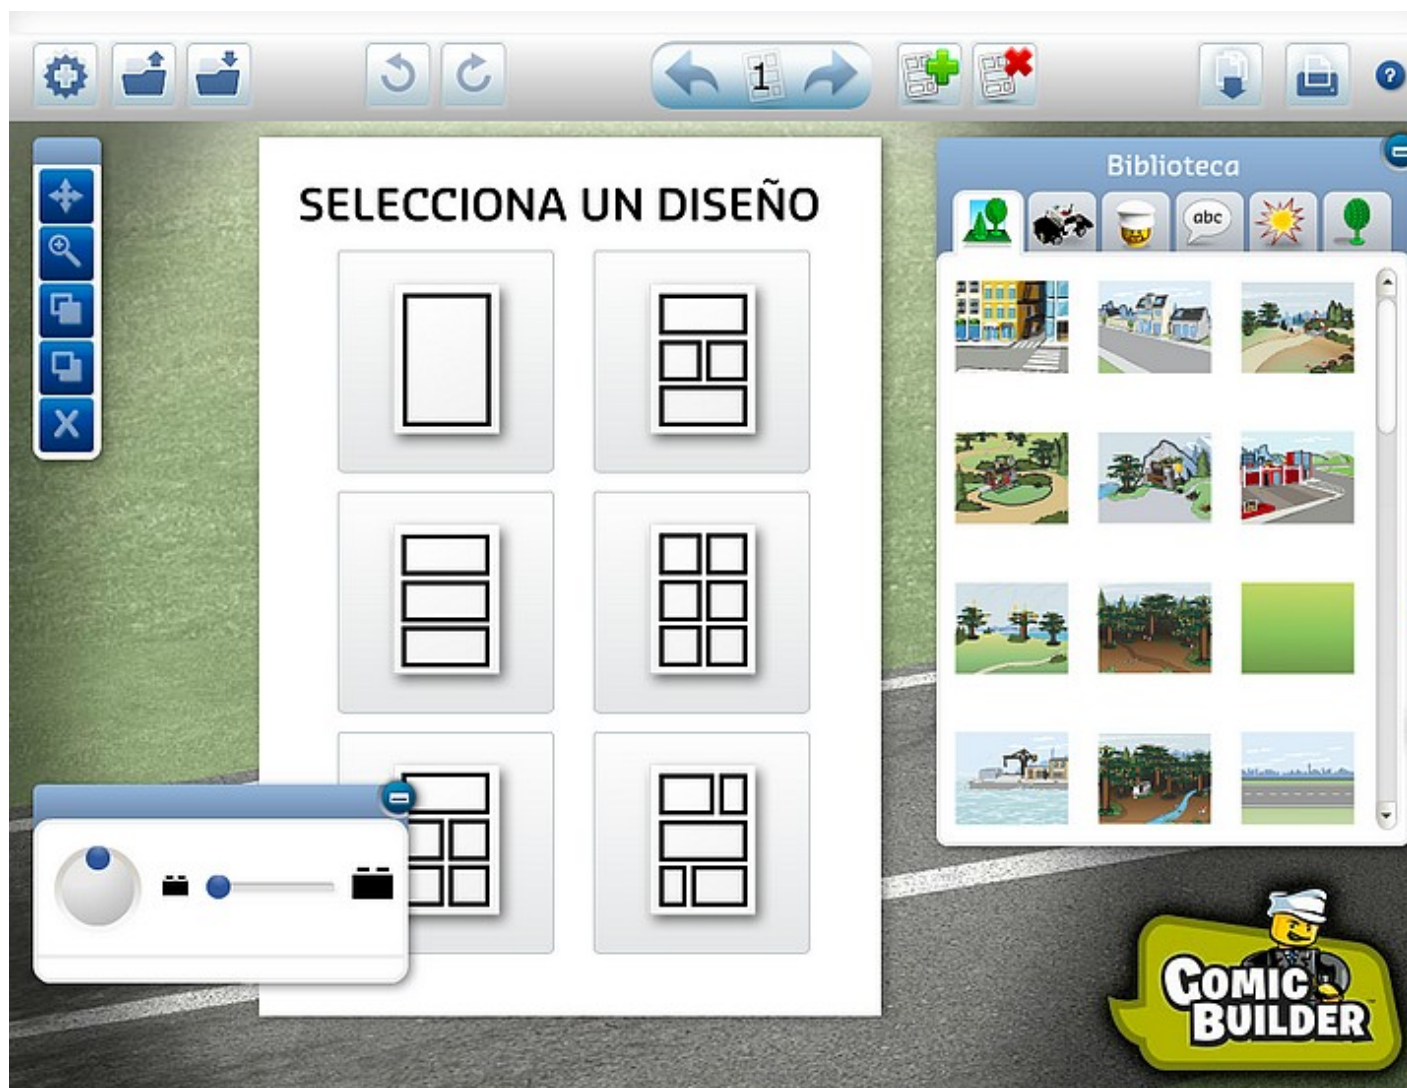 1
?
SELECCIONA UN DISEÑO
Biblioteca
abc
COMIC
BUILDER